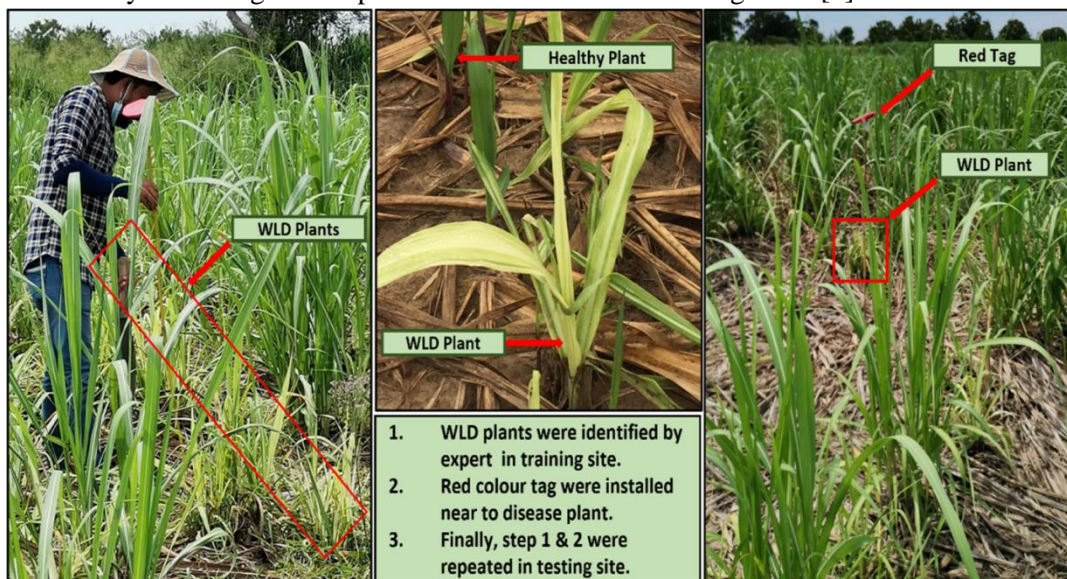 WLD Plants
Healthy Plant
WLD Plant
Red Tag
WLD Plant
1. WLD plants were identified by
expert in training site.
2. Red colour tag were installed
near to disease plant.
3. Finally, step 1 & 2 were
repeated in testing site.